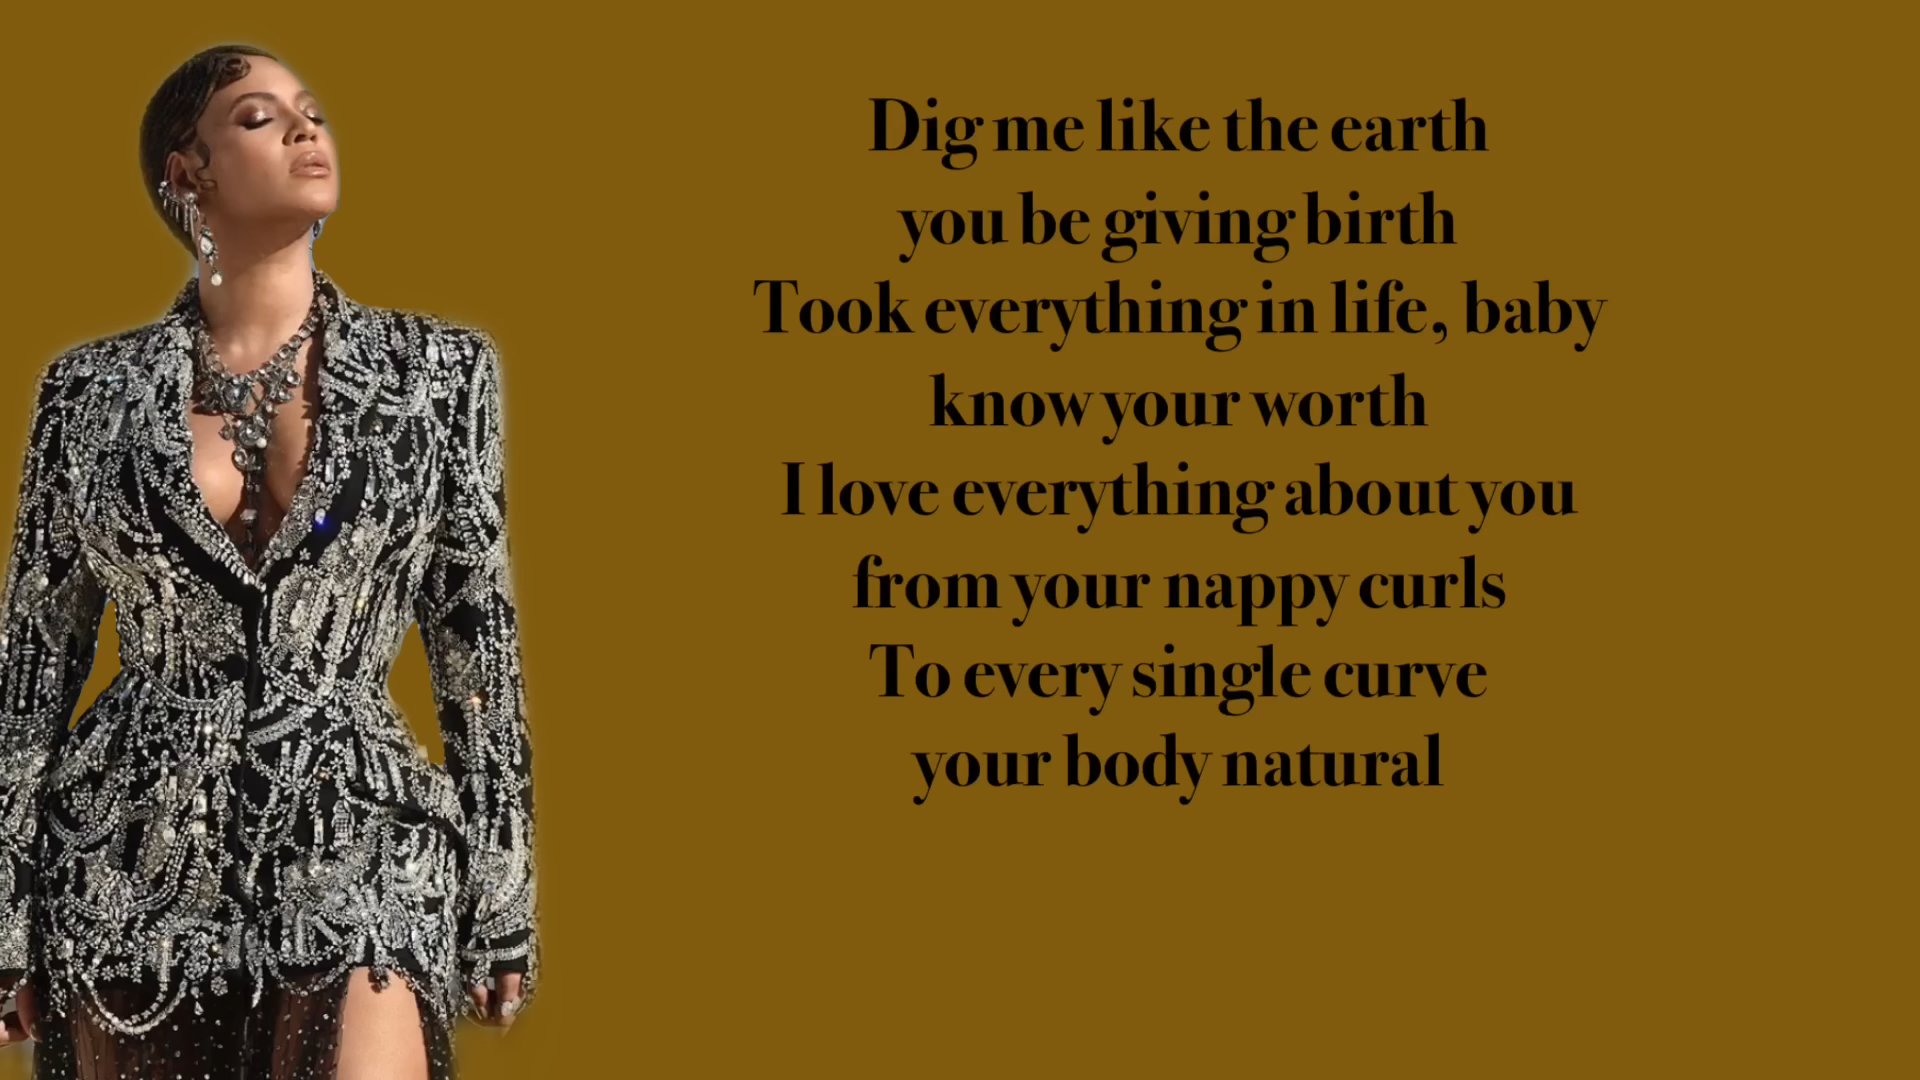 Dig me like the earth
you be giving birth
Took everything in life, baby
know your worth
I love everything about you
from your nappy curls
To every single curve
your body natural